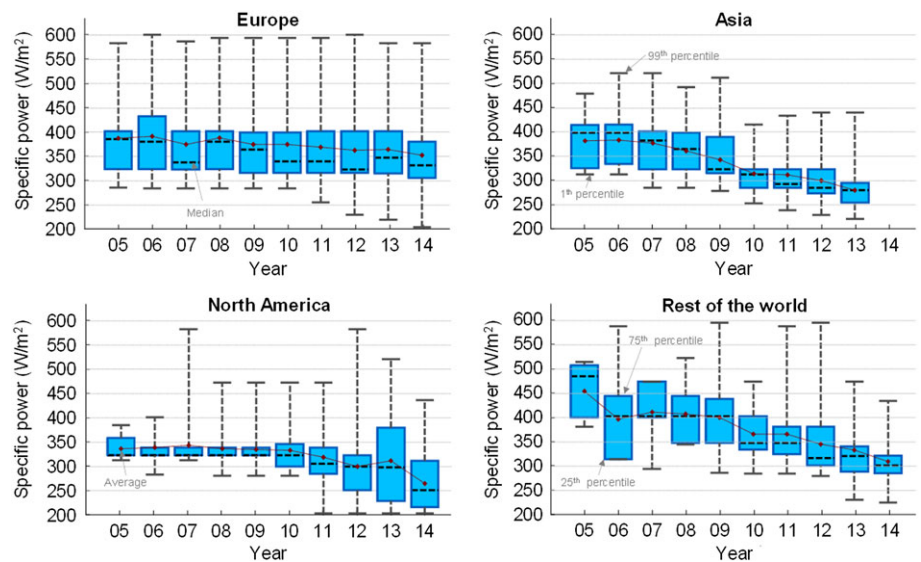 Europe
Specific power (W/m²)
600
550
500
450
400
350
300
250
200
Median
05 06 07 08 09 10 11 12 13 14
Year
Asia
Specific power (W/m²)
600
550
500
450
400
350
300
250
200
99th percentile
1th percentile
05 06 07 08 09 10 11 12 13 14
Year
North America
Specific power (W/m²)
600
550
500
450
400
350
300
250
200
Average
05 06 07 08 09 10 11 12 13 14
Year
Rest of the world
Specific power (W/m²)
600
550
500
450
400
350
300
250
200
75th percentile
25th percentile
05 06 07 08 09 10 11 12 13 14
Year